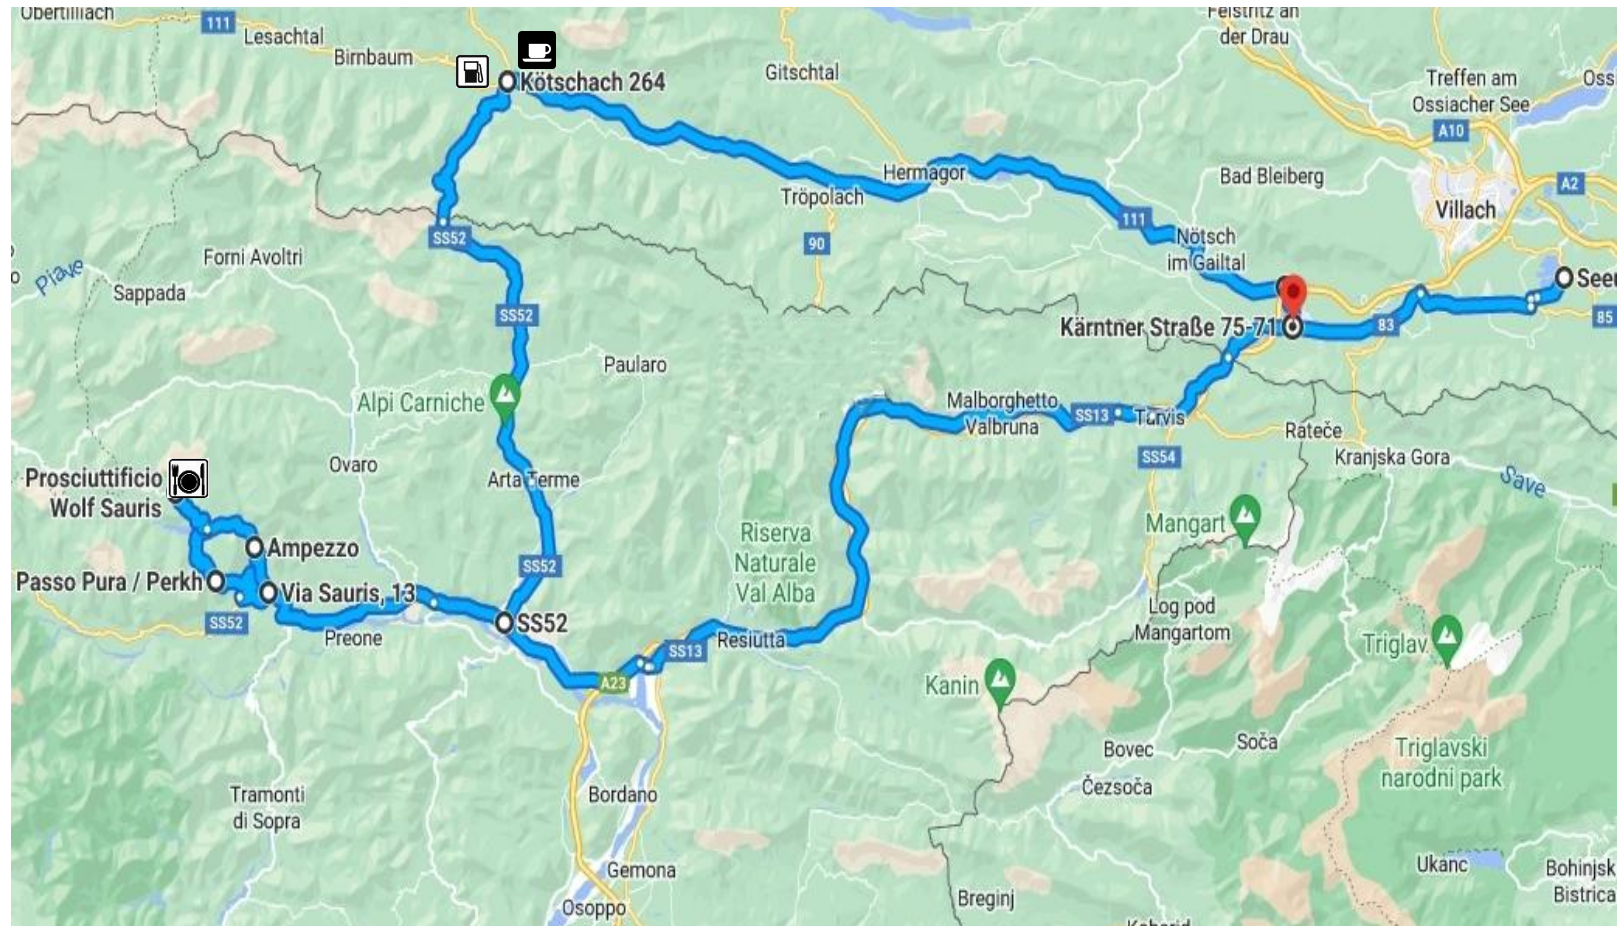 Obertilliach
111
Lesachtal
Birnbaum
Kötschach 264
Gitschtal
Feistritz an
der Drau
Treffen am
Ossiacher See
Oss
A10
A2
Villach
Bad Bleiberg
Hermagor
Tröpolach
111
90
Nötsch
im Gailtal
Seeu
85
83
Kärntner Straße 75-71
SS52
Forni Avoltri
Piave
Sappada
SS52
Paularo
Alpi Carniche
Malborghetto
Valbruna
SS13
Tarvis
SS54
Rateče
Kranjska Gora
Save
Ovaro
Arta Terme
Prosciuttificio
Wolf Sauris
Ampezzo
Passo Pura / Perkh
Via Sauris, 13
SS52
Preone
SS52
SS52
Riserva
Naturale
Val Alba
Resiutta
SS13
A23
Mangart
Log pod
Mangartom
Triglav
Kanin
Bovec
Soča
Čezsoča
Triglavski
narodni park
Tramonti
di Sopra
Bordano
Gemona
Osoppo
Breginj
Ukanc
Bohinjsk
Bistrica